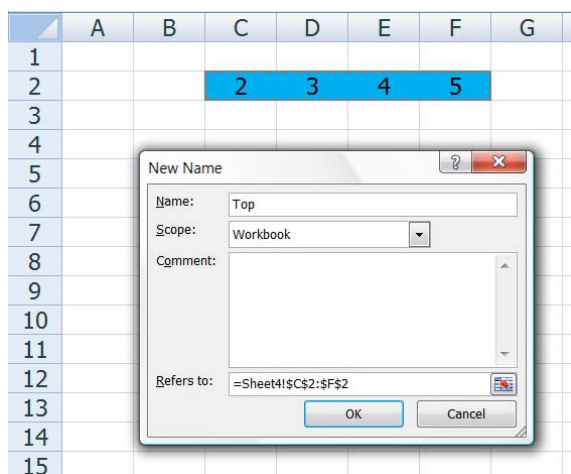 A B C D E F G
1
2 2 3 4 5
3
4
5 New Name
6 Name: Top
7 Scope: Workbook
8 Comment:
9
10
11
12 Refers to: =Sheet4!$C$2:$F$2
13 OK Cancel
14
15